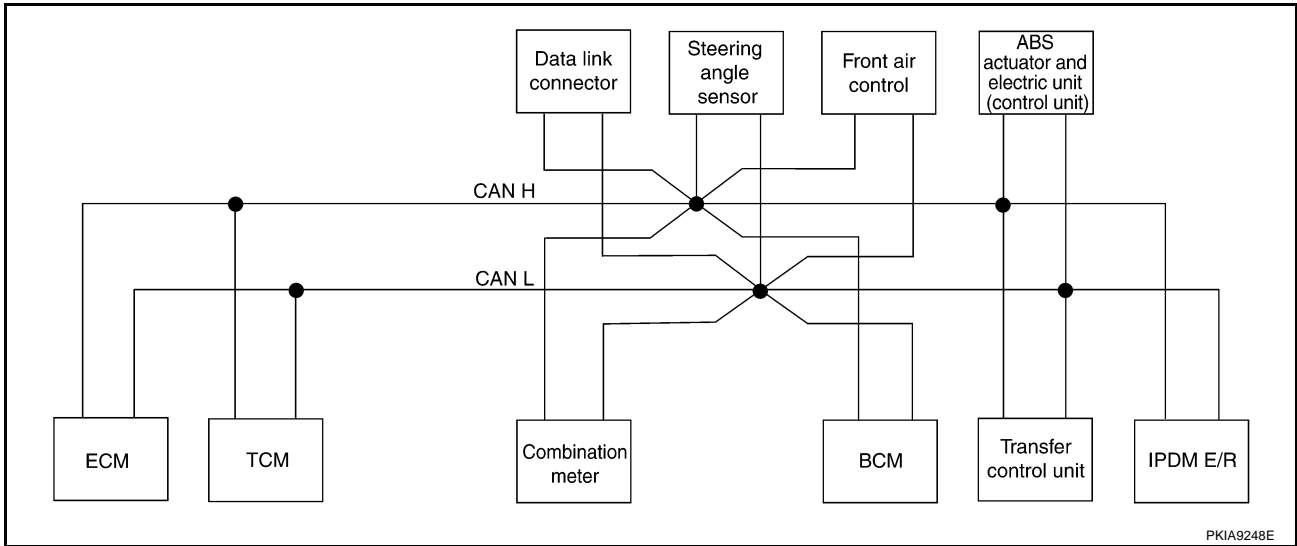 Data link
connector
Steering
angle
sensor
Front air
control
ABS
actuator and
electric unit
(control unit)
CAN H
CAN L
ECM
TCM
Combination
meter
BCM
Transfer
control unit
IPDM E/R
PKIA9248E